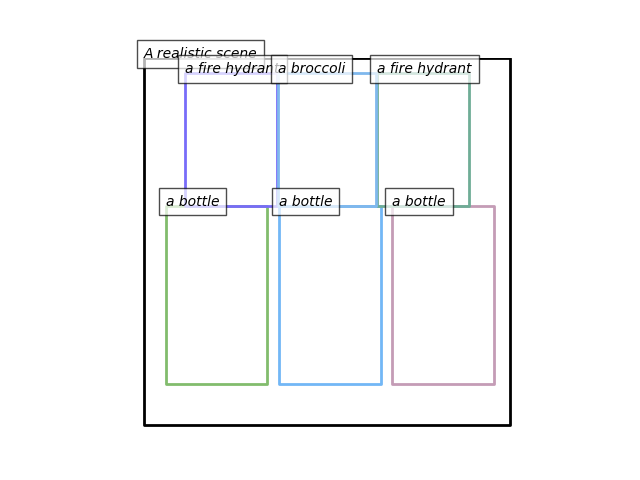 A realistic scene
a fire hydrant
a broccoli
a fire hydrant
a bottle
a bottle
a bottle